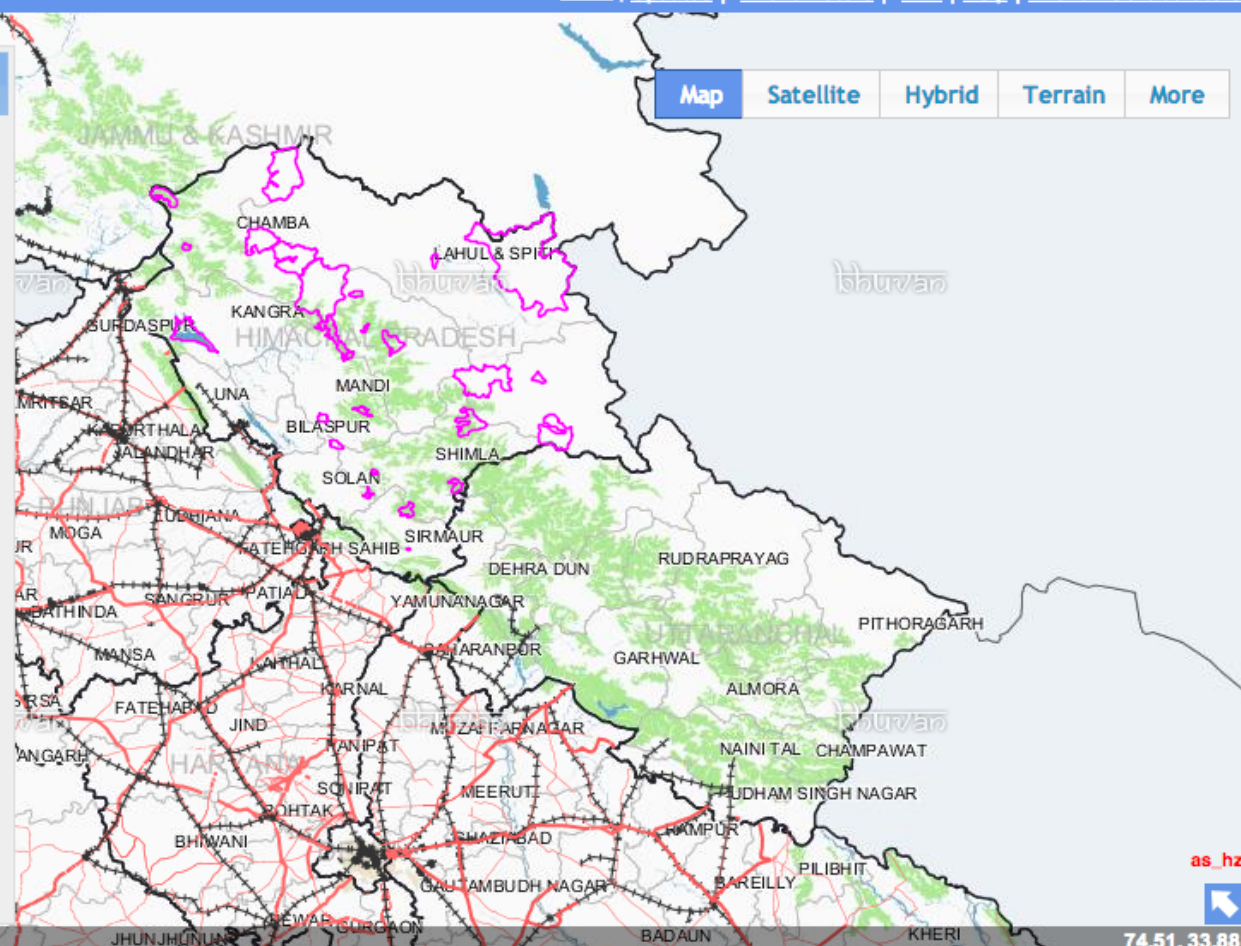 Map Satellite Hybrid Terrain More
JAMMU & KASHMIR
CHAMBA
LAHUL & SPITI
bhuvan
bhuvan
KANGRA
GURDASPUR
HIMACHAL PRADESH
MANDI
UNA
KAPURTHALA
BILASPUR
JALANDHAR
SHIMLA
SOLAN
PUNJAB
LUDHIANA
MOGA
SIRMAUR
FATEHGARH SAHIB
RUDRAPRAYAG
DEHRA DUN
SANGRUR
YAMUNANAGAR
BATHINDA
PITHORAGARH
UTTARANCHAL
SAHARANPUR
MANSA
GARHWAL
KAITHAL
KARNAL
ALMORA
FATEHABAD
bhuvan
bhuvan
JIND
MUZAFFARNAGAR
PANIPAT
NAINI TAL
CHAMPAWAT
HARYANA
SONIPAT
MEERUT
UDHAM SINGH NAGAR
ROHTAK
RAMPUR
BHIWANI
GHAZIABAD
as_hz
PILIBHIT
BAREILLY
GAUTAMBUDH NAGAR
REWARI
GURGAON
KHERI
BADAUN
JHUNJHUNUN
74.51, 33.88